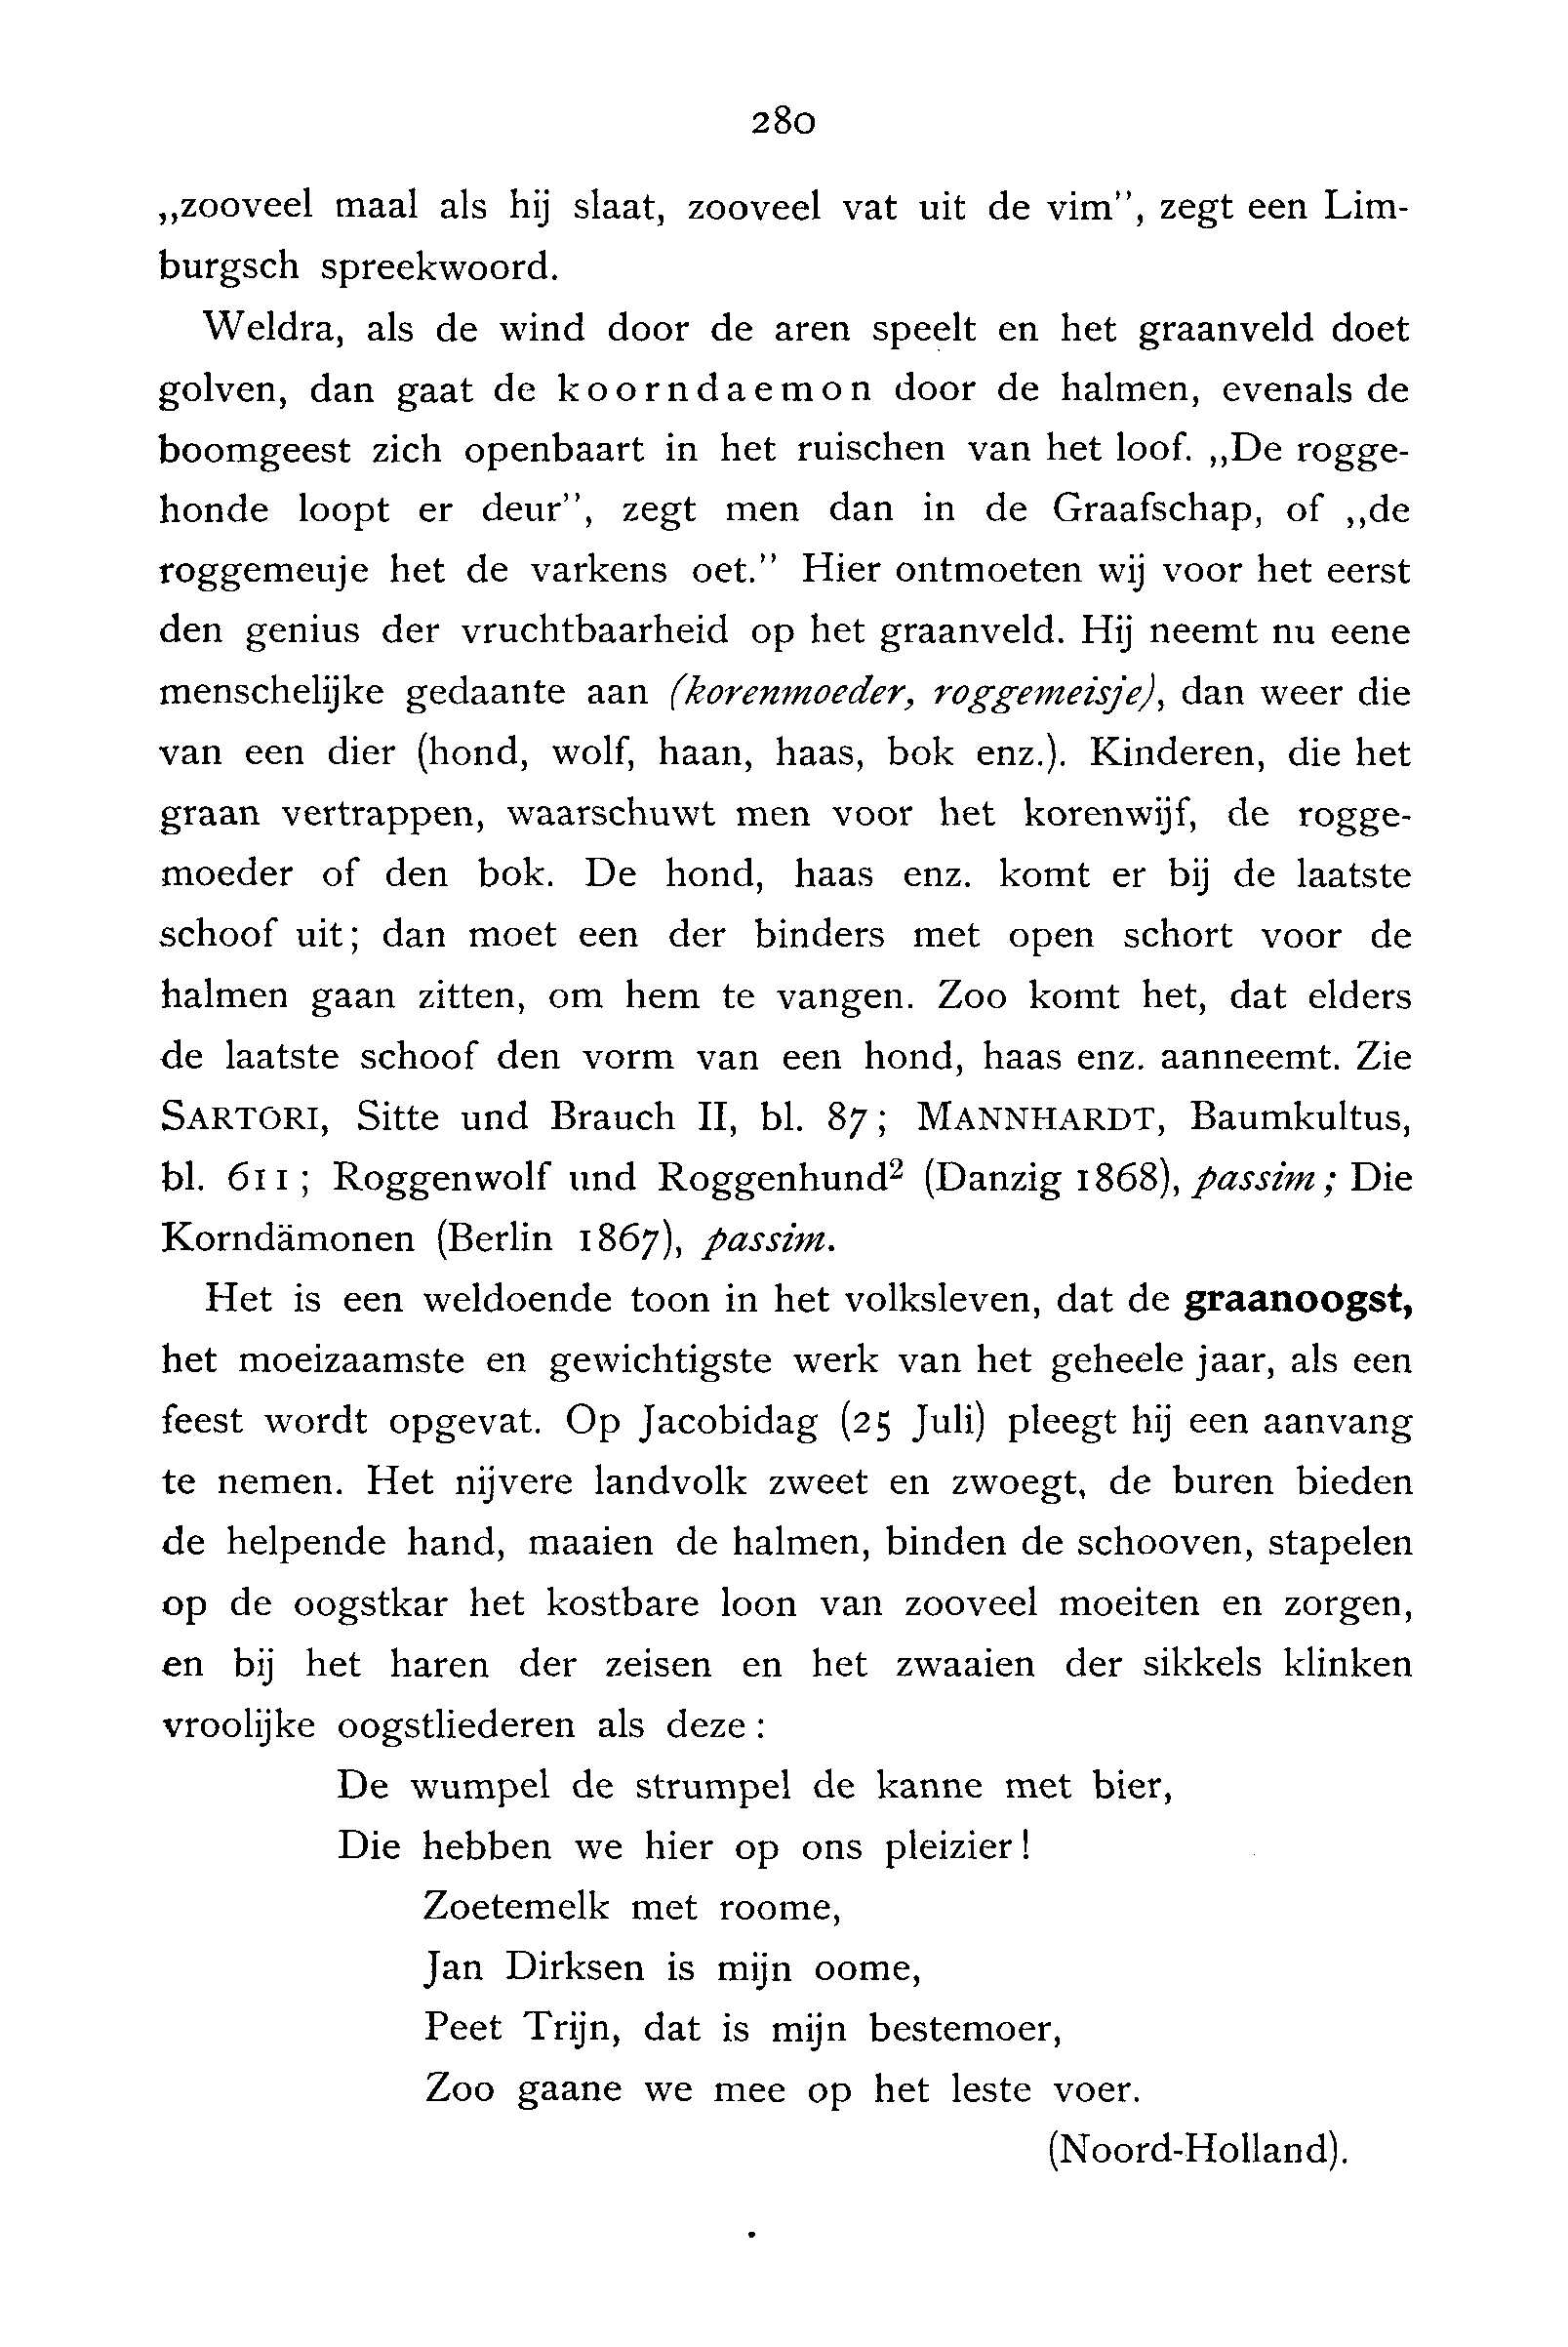 280
„zooveel maal als hij slaat, zooveel vat uit de vim”, zegt een Lim-
burgsch spreekwoord.
Weldra, als de wind door de aren speelt en het graanveld doet
golven, dan gaat de koorndaemon door de halmen, evenals de
boomgeest zich openbaart in het ruischen van het loof. „De rogge-
honde loopt er deur”, zegt men dan in de Graafschap, of „de
roggemeuje het de varkens oet.” Hier ontmoeten wij voor het eerst
den genius der vruchtbaarheid op het graanveld. Hij neemt nu eene
menschelijke gedaante aan (korenmoeder, roggemeisje), dan weer die
van een dier (hond, wolf, haan, haas, bok enz.). Kinderen, die het
graan vertrappen, waarschuwt men voor het korenwijf, de rogge-
moeder of den bok. De hond, haas enz. komt er bij de laatste
schoof uit; dan moet een der binders met open schort voor de
halmen gaan zitten, om hem te vangen. Zoo komt het, dat elders
de laatste schoof den vorm van een hond, haas enz. aanneemt. Zie
SARTORI, Sitte und Brauch II, bl. 87; MANNHARDT, Baumkultus,
bl. 611; Roggenwolf und Roggenhund² (Danzig 1868), passim; Die
Korndämonen (Berlin 1867), passim.
Het is een weldoende toon in het volksleven, dat de graanoogst,
het moeizaamste en gewichtigste werk van het geheele jaar, als een
feest wordt opgevat. Op Jacobidag (25 Juli) pleegt hij een aanvang
te nemen. Het nijvere landvolk zweet en zwoegt, de buren bieden
de helpende hand, maaien de halmen, binden de schooven, stapelen
op de oogstkar het kostbare loon van zooveel moeiten en zorgen,
en bij het haren der zeisen en het zwaaien der sikkels klinken
vroolijke oogstliederen als deze:
De wumpel de strumpel de kanne met bier,
Die hebben we hier op ons pleizier!
Zoetemelk met roome,
Jan Dirksen is mijn oome,
Peet Trijn, dat is mijn bestemoer,
Zoo gaane we mee op het leste voer.
(Noord-Holland).